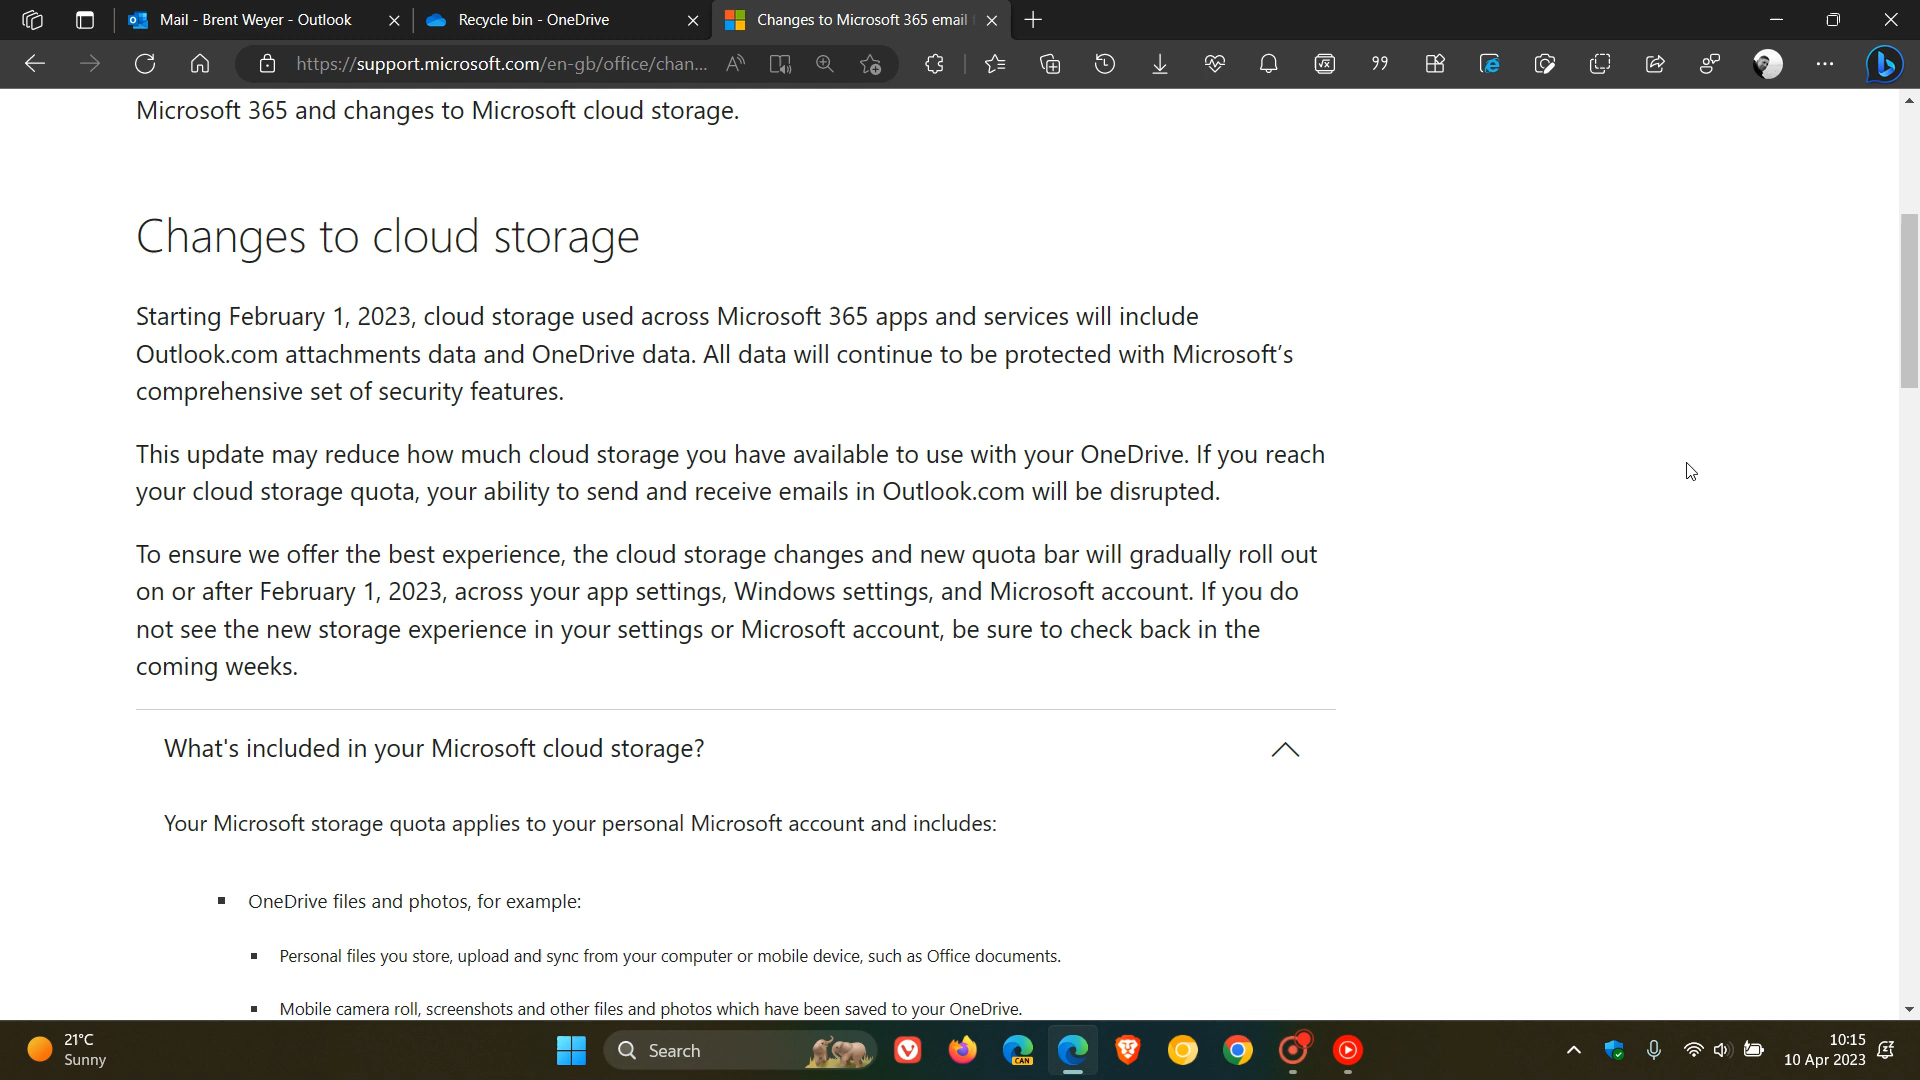 Mail - Brent Weyer - Outlook
Recycle bin - OneDrive
Changes to Microsoft 365 email
https://support.microsoft.com/en-gb/office/chan...
Microsoft 365 and changes to Microsoft cloud storage.
Changes to cloud storage
Starting February 1, 2023, cloud storage used across Microsoft 365 apps and services will include
Outlook.com attachments data and OneDrive data. All data will continue to be protected with Microsoft's
comprehensive set of security features.
This update may reduce how much cloud storage you have available to use with your OneDrive. If you reach
your cloud storage quota, your ability to send and receive emails in Outlook.com will be disrupted.
To ensure we offer the best experience, the cloud storage changes and new quota bar will gradually roll out
on or after February 1, 2023, across your app settings, Windows settings, and Microsoft account. If you do
not see the new storage experience in your settings or Microsoft account, be sure to check back in the
coming weeks.
What's included in your Microsoft cloud storage?
Your Microsoft storage quota applies to your personal Microsoft account and includes:
OneDrive files and photos, for example:
Personal files you store, upload and sync from your computer or mobile device, such as Office documents.
Mobile camera roll, screenshots and other files and photos which have been saved to your OneDrive.
21°C
Sunny
Search
CAN
10:15
10 Apr 2023